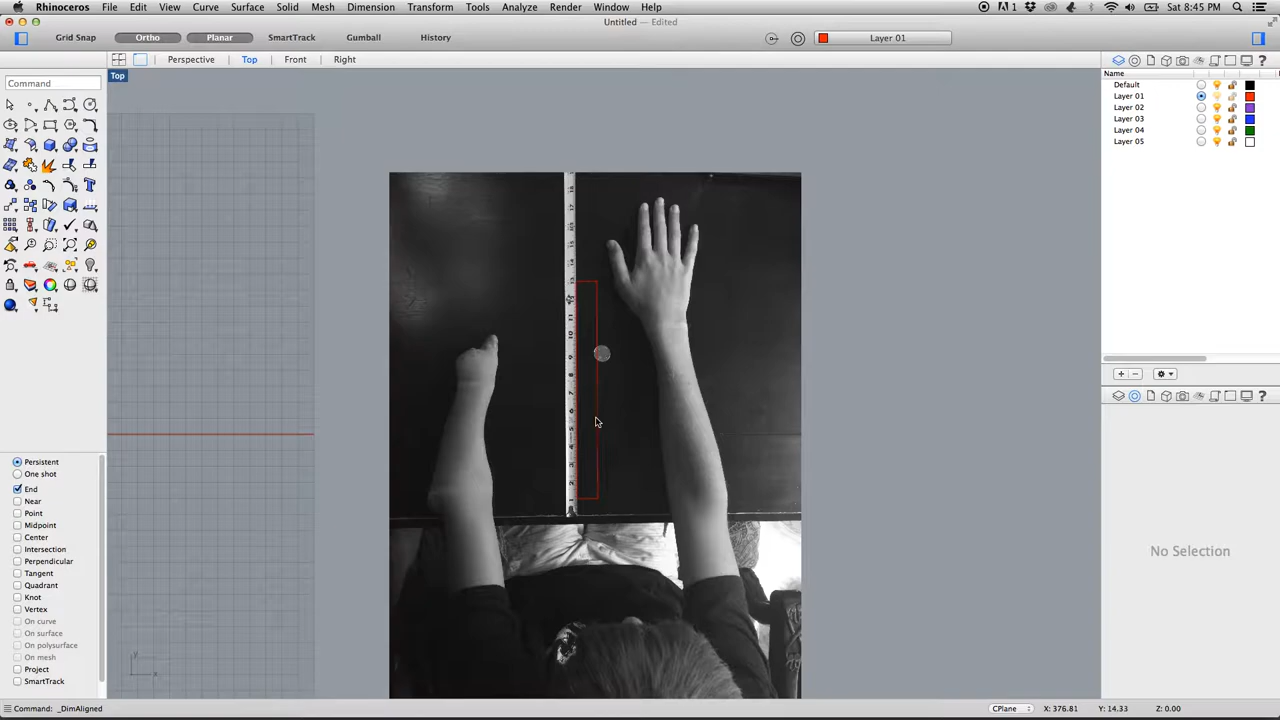 Rhinoceros File Edit View Curve Surface Solid Mesh Dimension Transform Tools Analyze Render Window Help 1 Sat 8:45 PM
Untitled — Edited
Grid Snap Ortho Planar SmartTrack Gumball History Layer 01
Perspective Top Front Right
Top
Command
Name
Default
Layer 01
Layer 02
Layer 03
Layer 04
Layer 05
Persistent
One shot
End
Near
Point
Midpoint
Center
Intersection
Perpendicular
Tangent
Quadrant
Knot
Vertex
On curve
On surface
On polysurface
On mesh
Project
SmartTrack
No Selection
y
x
Command: _DimAligned CPlane X: 376.81 Y: 14.33 Z: 0.00